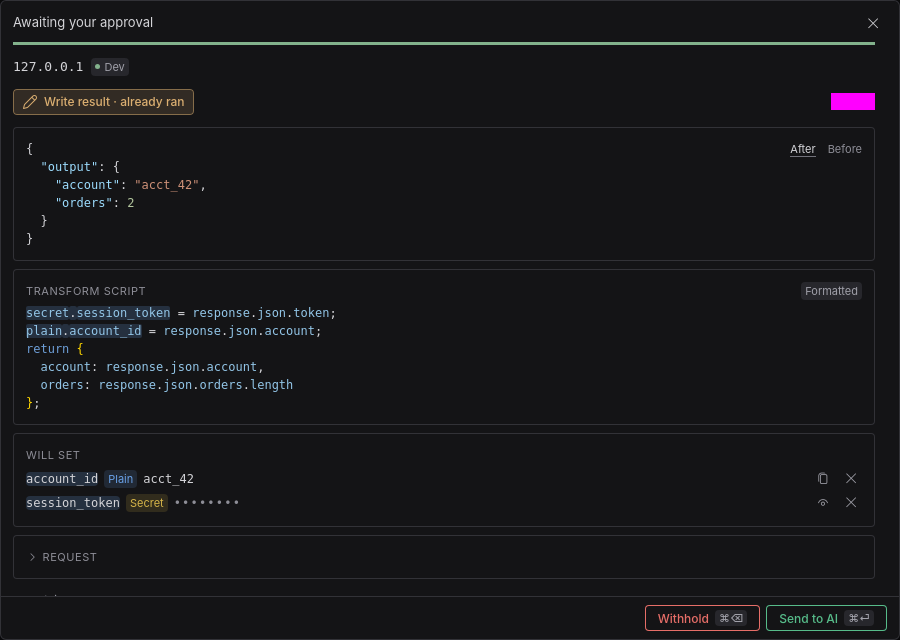 Awaiting your approval
127.0.0.1 Dev
Write result · already ran
After Before
{
  "output": {
    "account": "acct_42",
    "orders": 2
  }
}
TRANSFORM SCRIPT Formatted
secret.session_token = response.json.token;
plain.account_id = response.json.account;
return {
  account: response.json.account,
  orders: response.json.orders.length
};
WILL SET
account_id Plain acct_42
session_token Secret ••••••••
REQUEST
Withhold ⌘⌫ Send to AI ⌘⏎